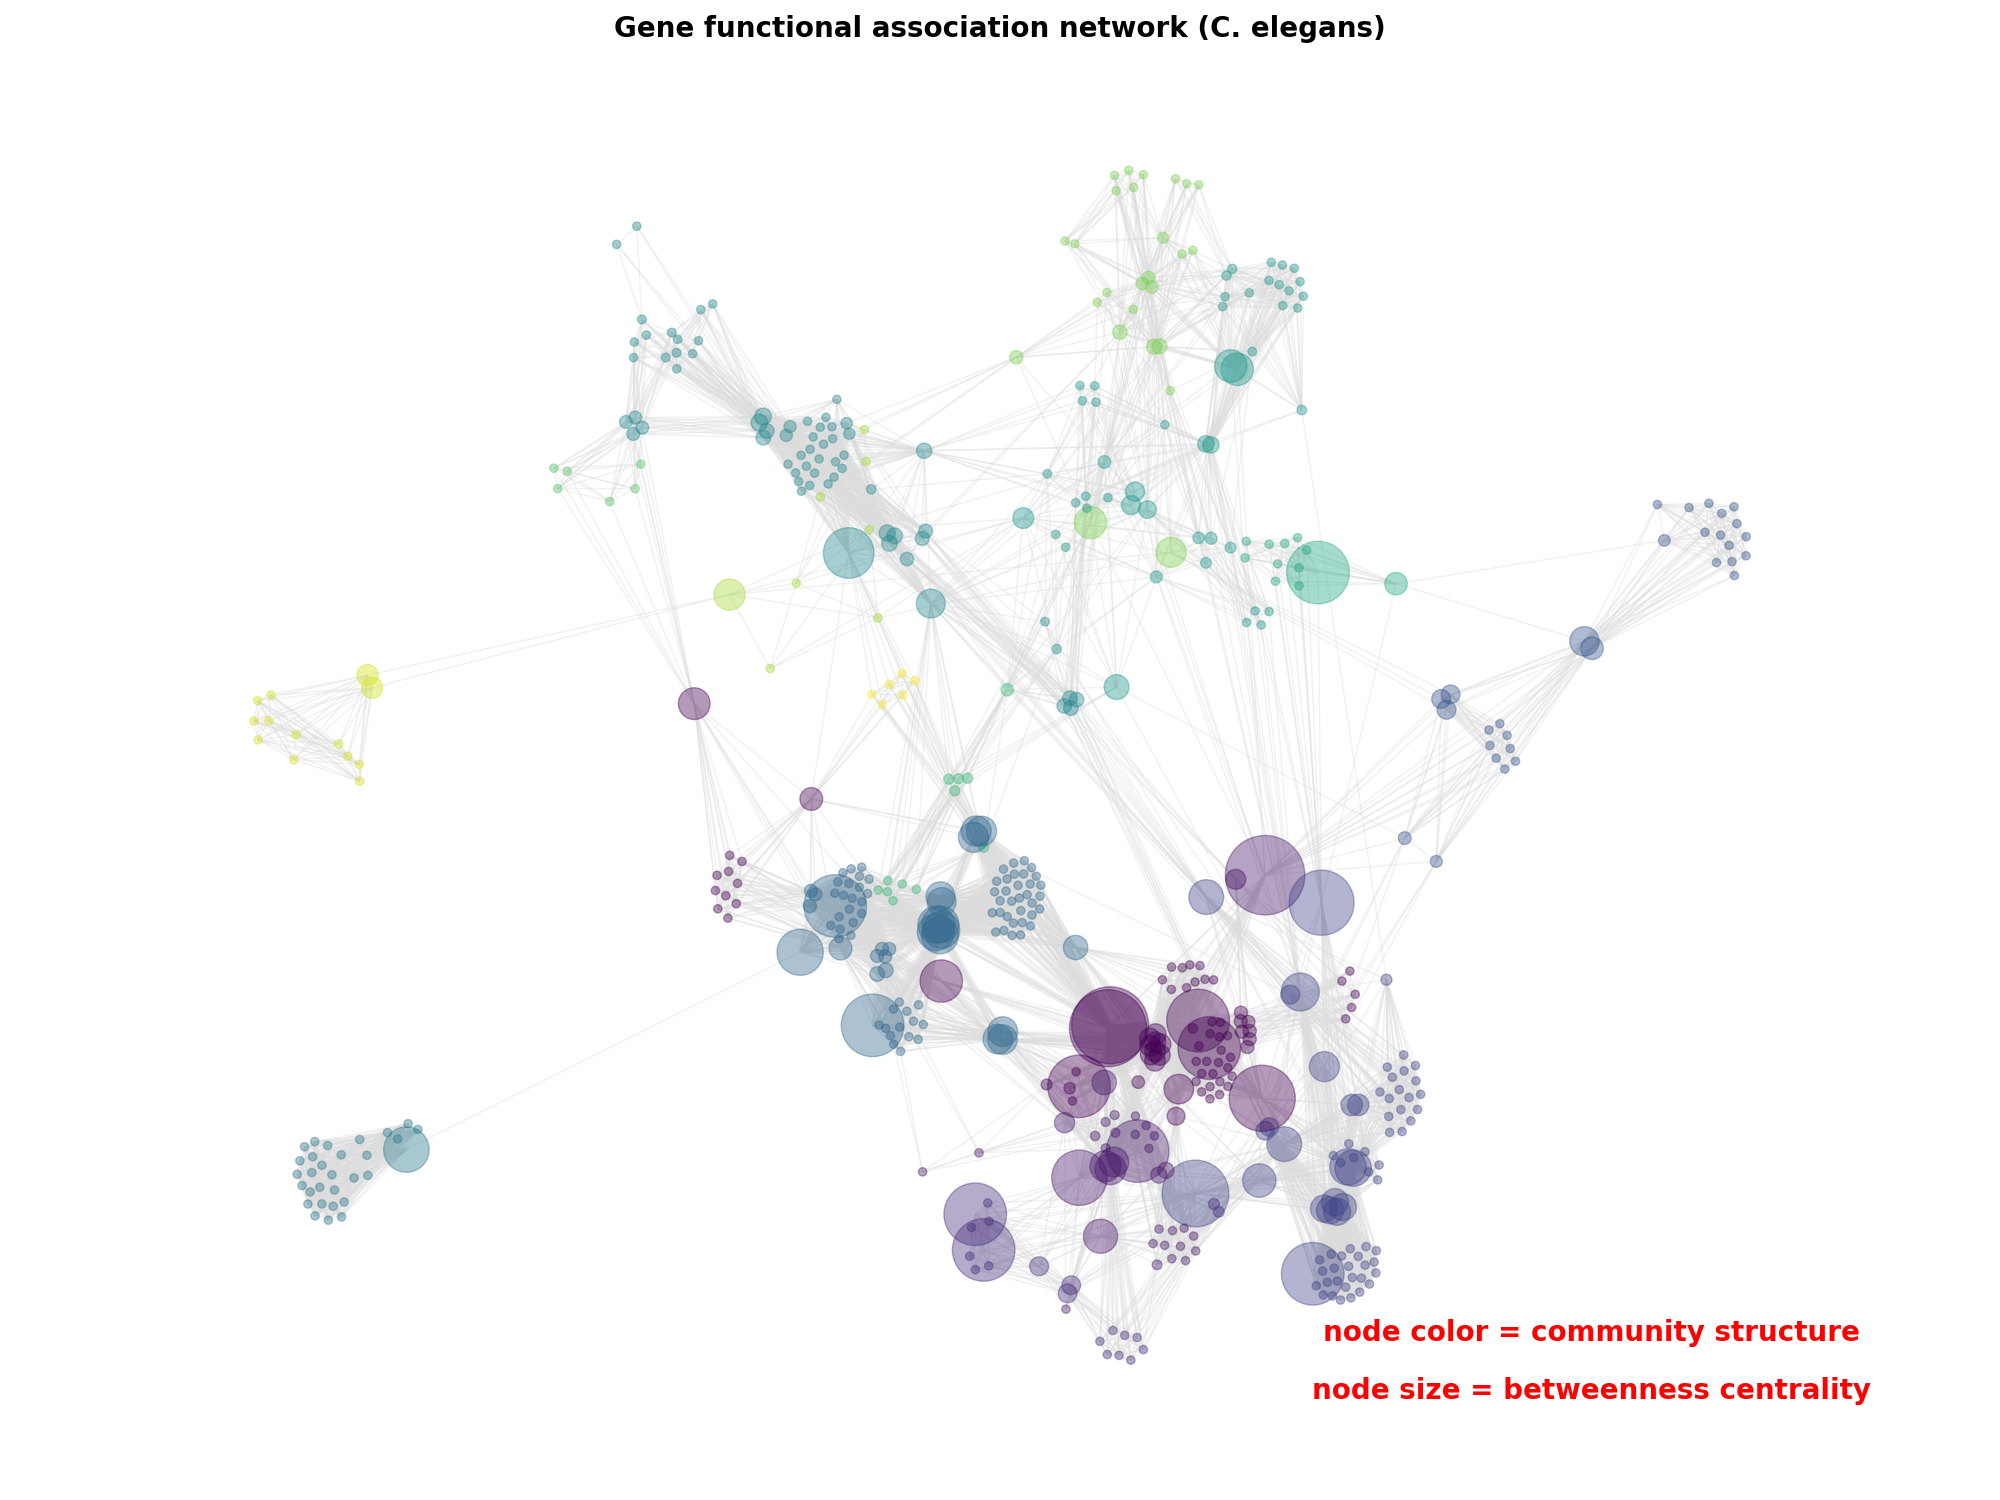 Gene functional association network (C. elegans)
node color = community structure
node size = betweenness centrality